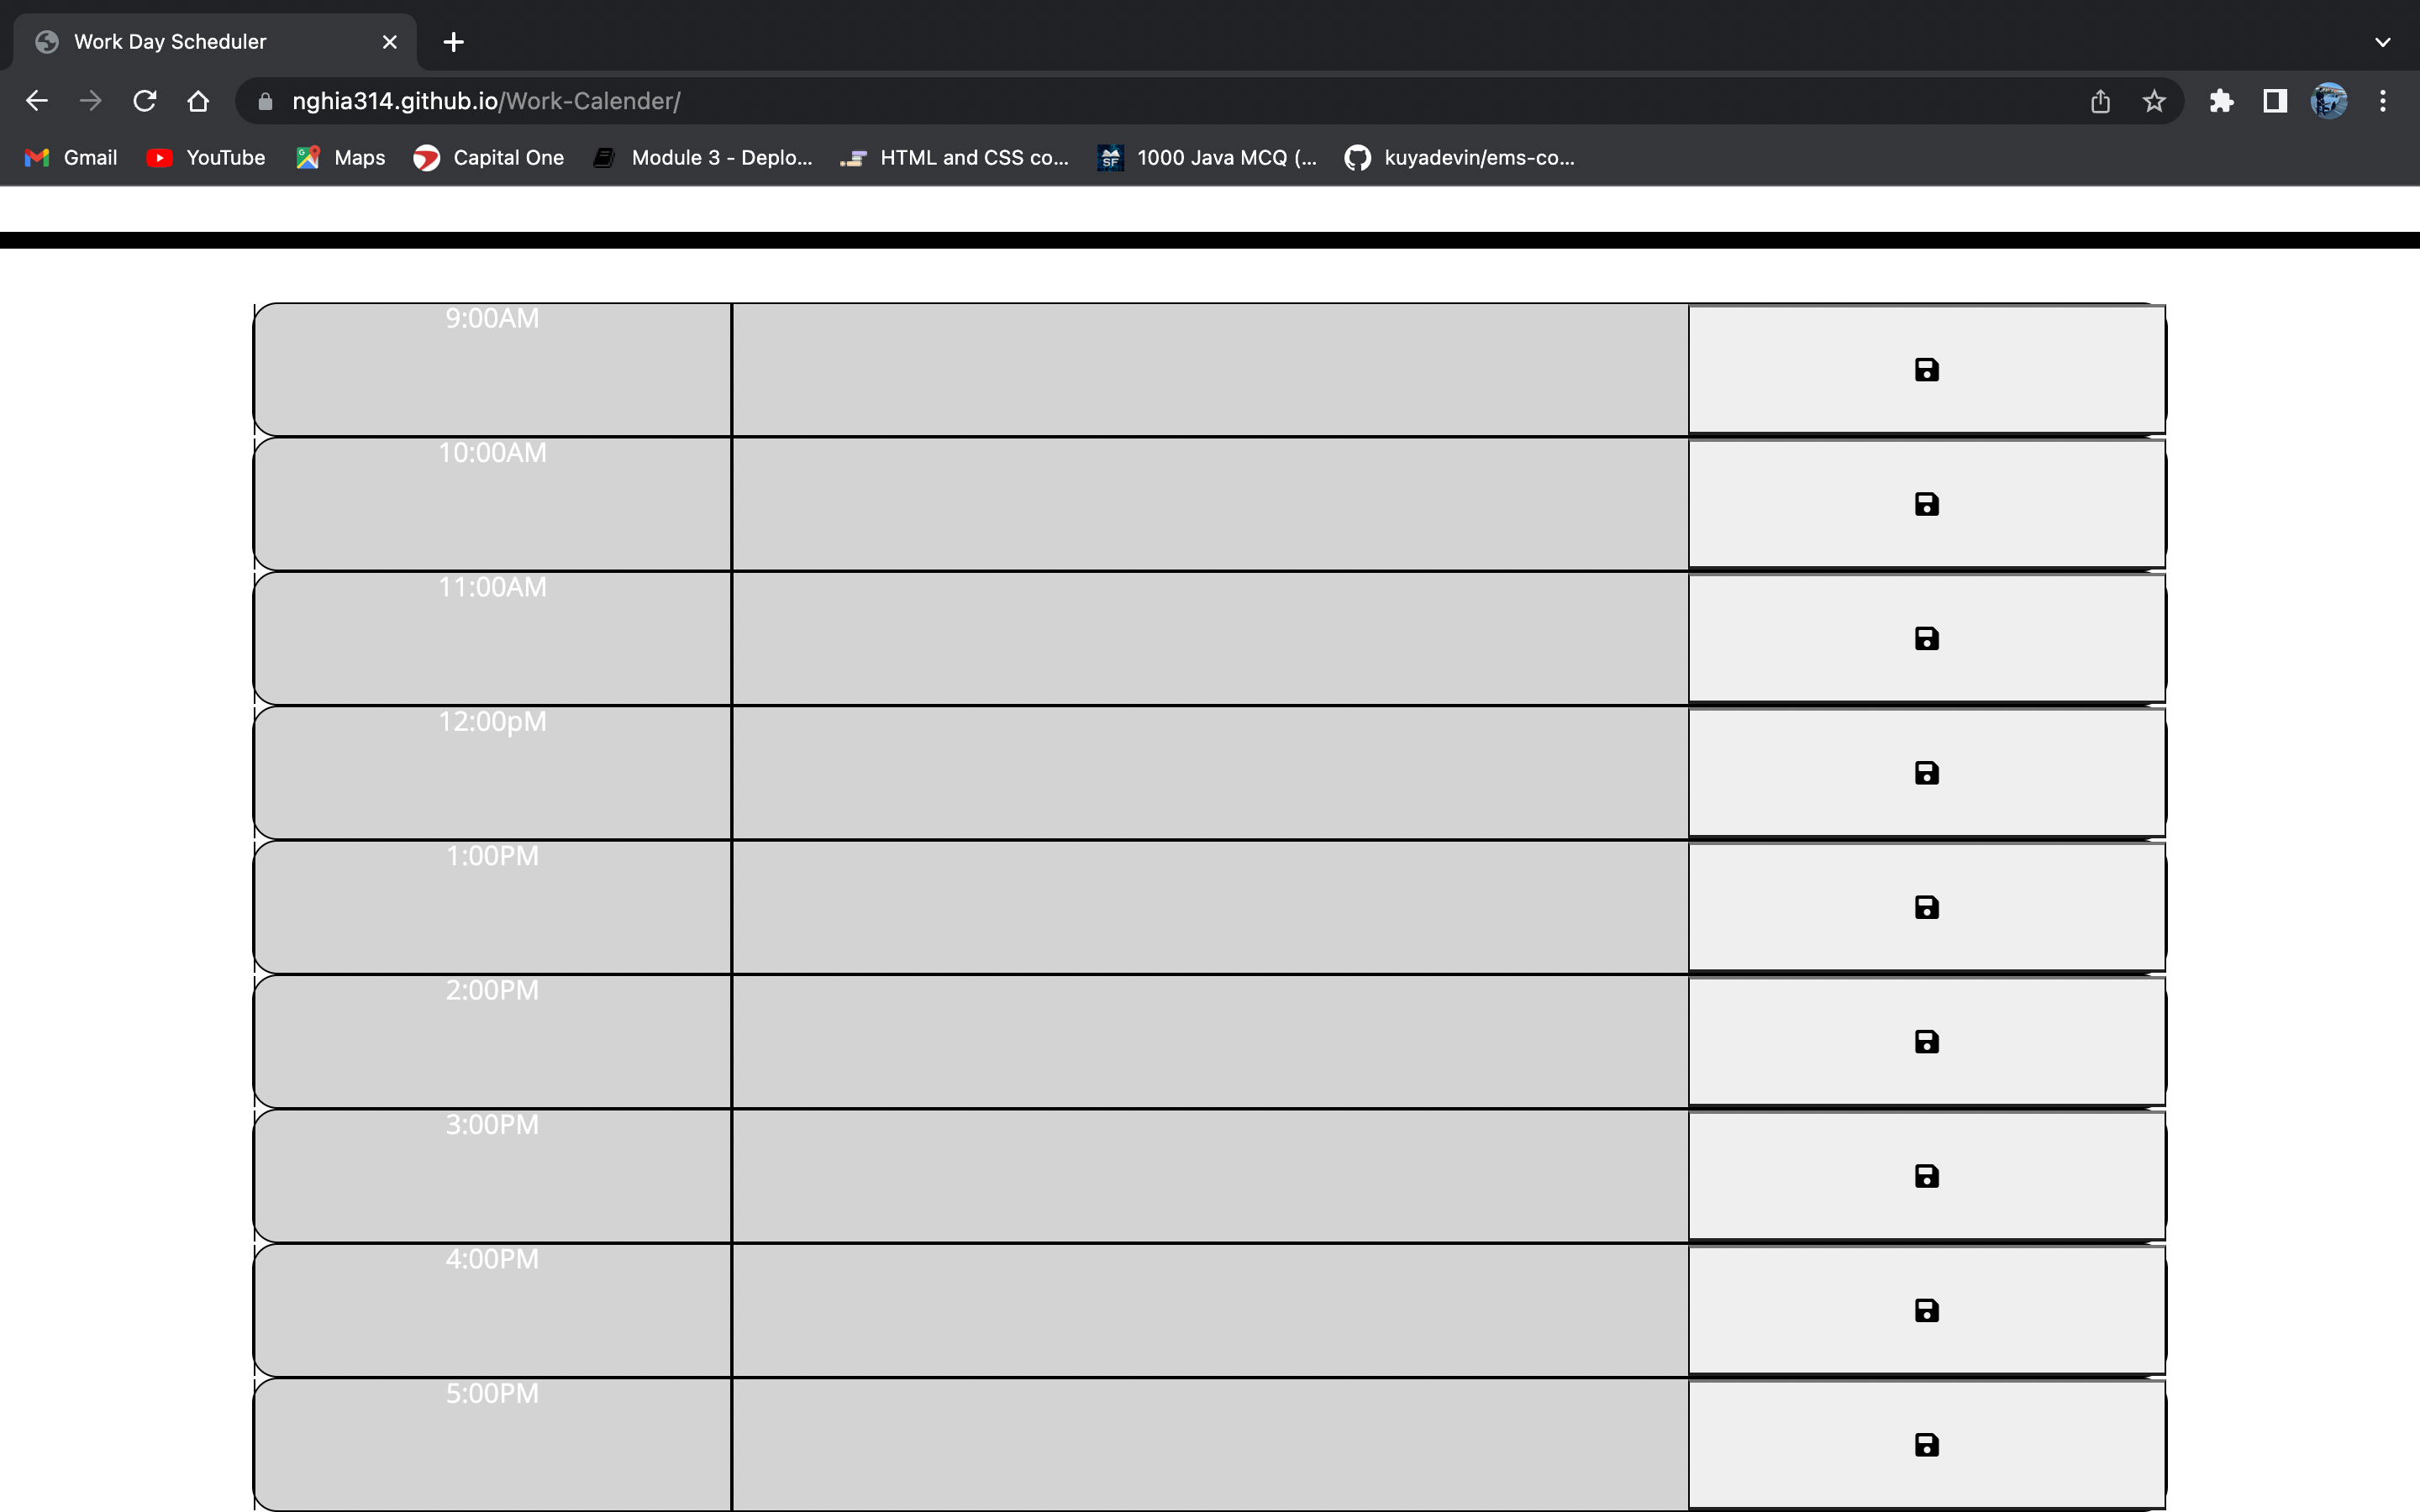 Work Day Scheduler
nghia314.github.io/Work-Calender/
Gmail YouTube Maps Capital One Module 3 - Deplo... HTML and CSS co... SF 1000 Java MCQ (... kuyadevin/ems-co...
9:00AM
10:00AM
11:00AM
12:00pM
1:00PM
2:00PM
3:00PM
4:00PM
5:00PM